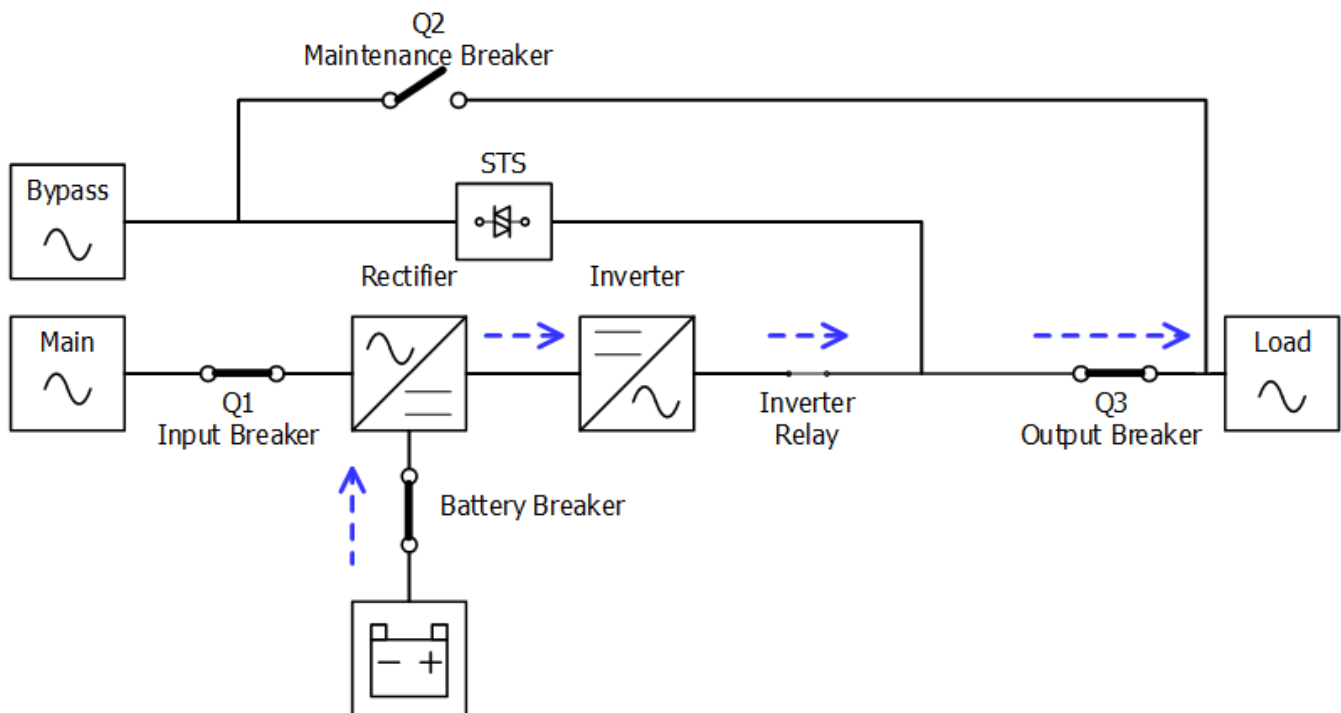 Q2
Maintenance Breaker
STS
Bypass
Rectifier
Inverter
Main
Load
Q1
Input Breaker
Inverter
Relay
Q3
Output Breaker
Battery Breaker
- +